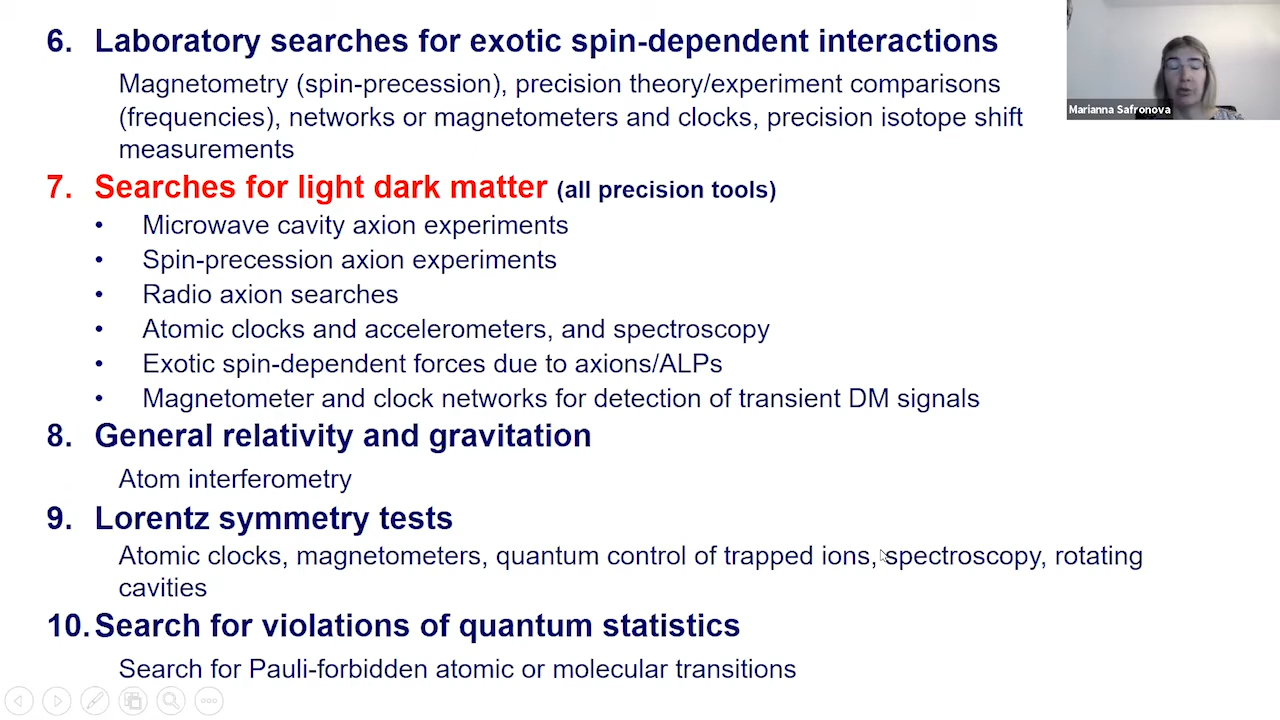 6. Laboratory searches for exotic spin-dependent interactions
Magnetometry (spin-precession), precision theory/experiment comparisons
(frequencies), networks or magnetometers and clocks, precision isotope shift
measurements
Marianna Safronova
7. Searches for light dark matter (all precision tools)
• Microwave cavity axion experiments
• Spin-precession axion experiments
• Radio axion searches
• Atomic clocks and accelerometers, and spectroscopy
• Exotic spin-dependent forces due to axions/ALPs
• Magnetometer and clock networks for detection of transient DM signals
8. General relativity and gravitation
Atom interferometry
9. Lorentz symmetry tests
Atomic clocks, magnetometers, quantum control of trapped ions, spectroscopy, rotating
cavities
10. Search for violations of quantum statistics
Search for Pauli-forbidden atomic or molecular transitions